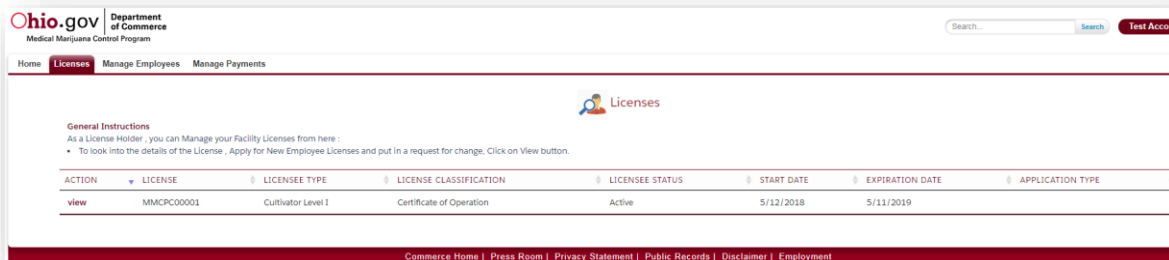 Ohio.gov Department of Commerce
Medical Marijuana Control Program
Search... Search Test Acco
Home Licenses Manage Employees Manage Payments
Licenses
General Instructions
As a License Holder , you can Manage your Facility Licenses from here :
• To look into the details of the License , Apply for New Employee Licenses and put in a request for change, Click on View button.
ACTION LICENSE LICENSEE TYPE LICENSE CLASSIFICATION LICENSEE STATUS START DATE EXPIRATION DATE APPLICATION TYPE
view MMCPC00001 Cultivator Level I Certificate of Operation Active 5/12/2018 5/11/2019
Commerce Home | Press Room | Privacy Statement | Public Records | Disclaimer | Employment